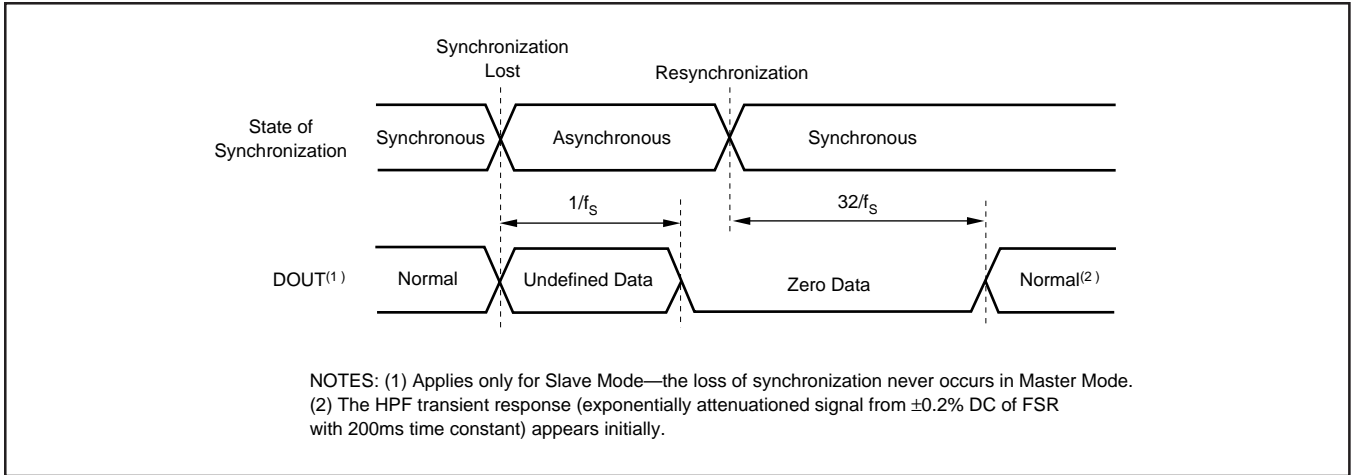 Synchronization
Lost
Resynchronization
State of
Synchronization
Synchronous
Asynchronous
Synchronous
1/fS
32/fS
DOUT(1)
Normal
Undefined Data
Zero Data
Normal(2)
NOTES: (1) Applies only for Slave Mode—the loss of synchronization never occurs in Master Mode.
(2) The HPF transient response (exponentially attenuationed signal from ±0.2% DC of FSR
with 200ms time constant) appears initially.